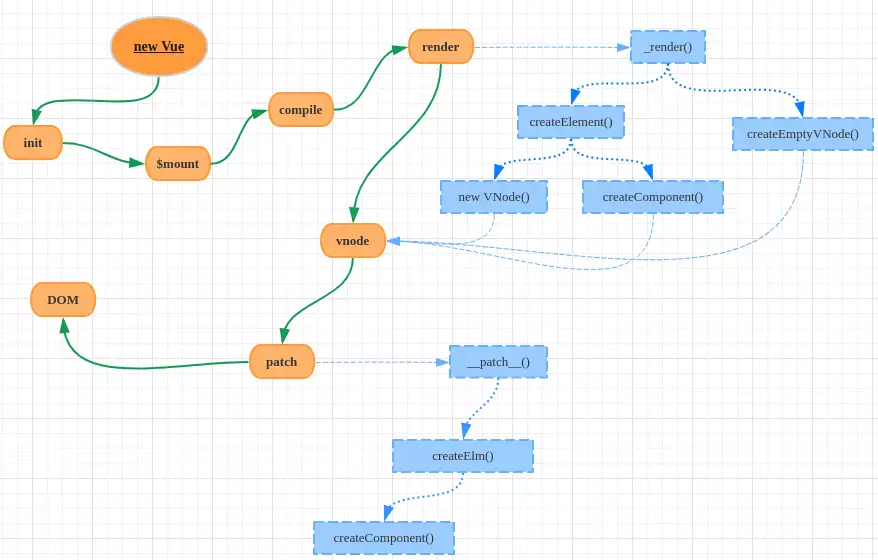 new Vue
render
_render()
compile
createElement()
createEmptyVNode()
init
$mount
new VNode()
createComponent()
vnode
DOM
patch
__patch__()
createElm()
createComponent()